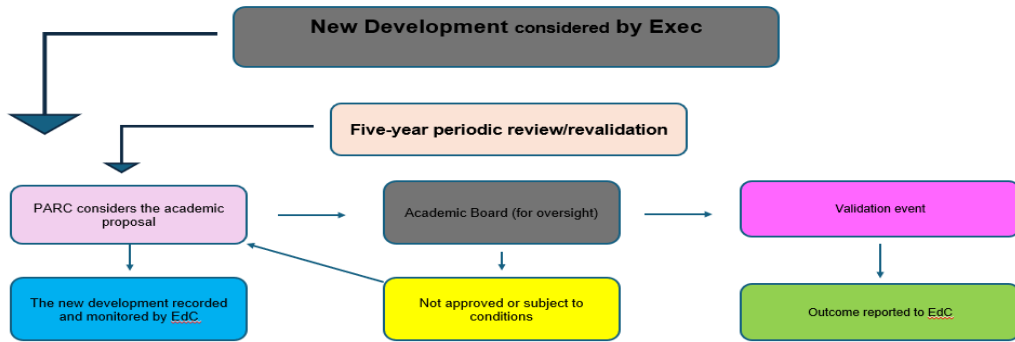 New Development considered by Exec
Five-year periodic review/revalidation
PARC considers the academic
proposal
Academic Board (for oversight)
Validation event
The new development recorded
and monitored by EdC
Not approved or subject to
conditions
Outcome reported to EdC